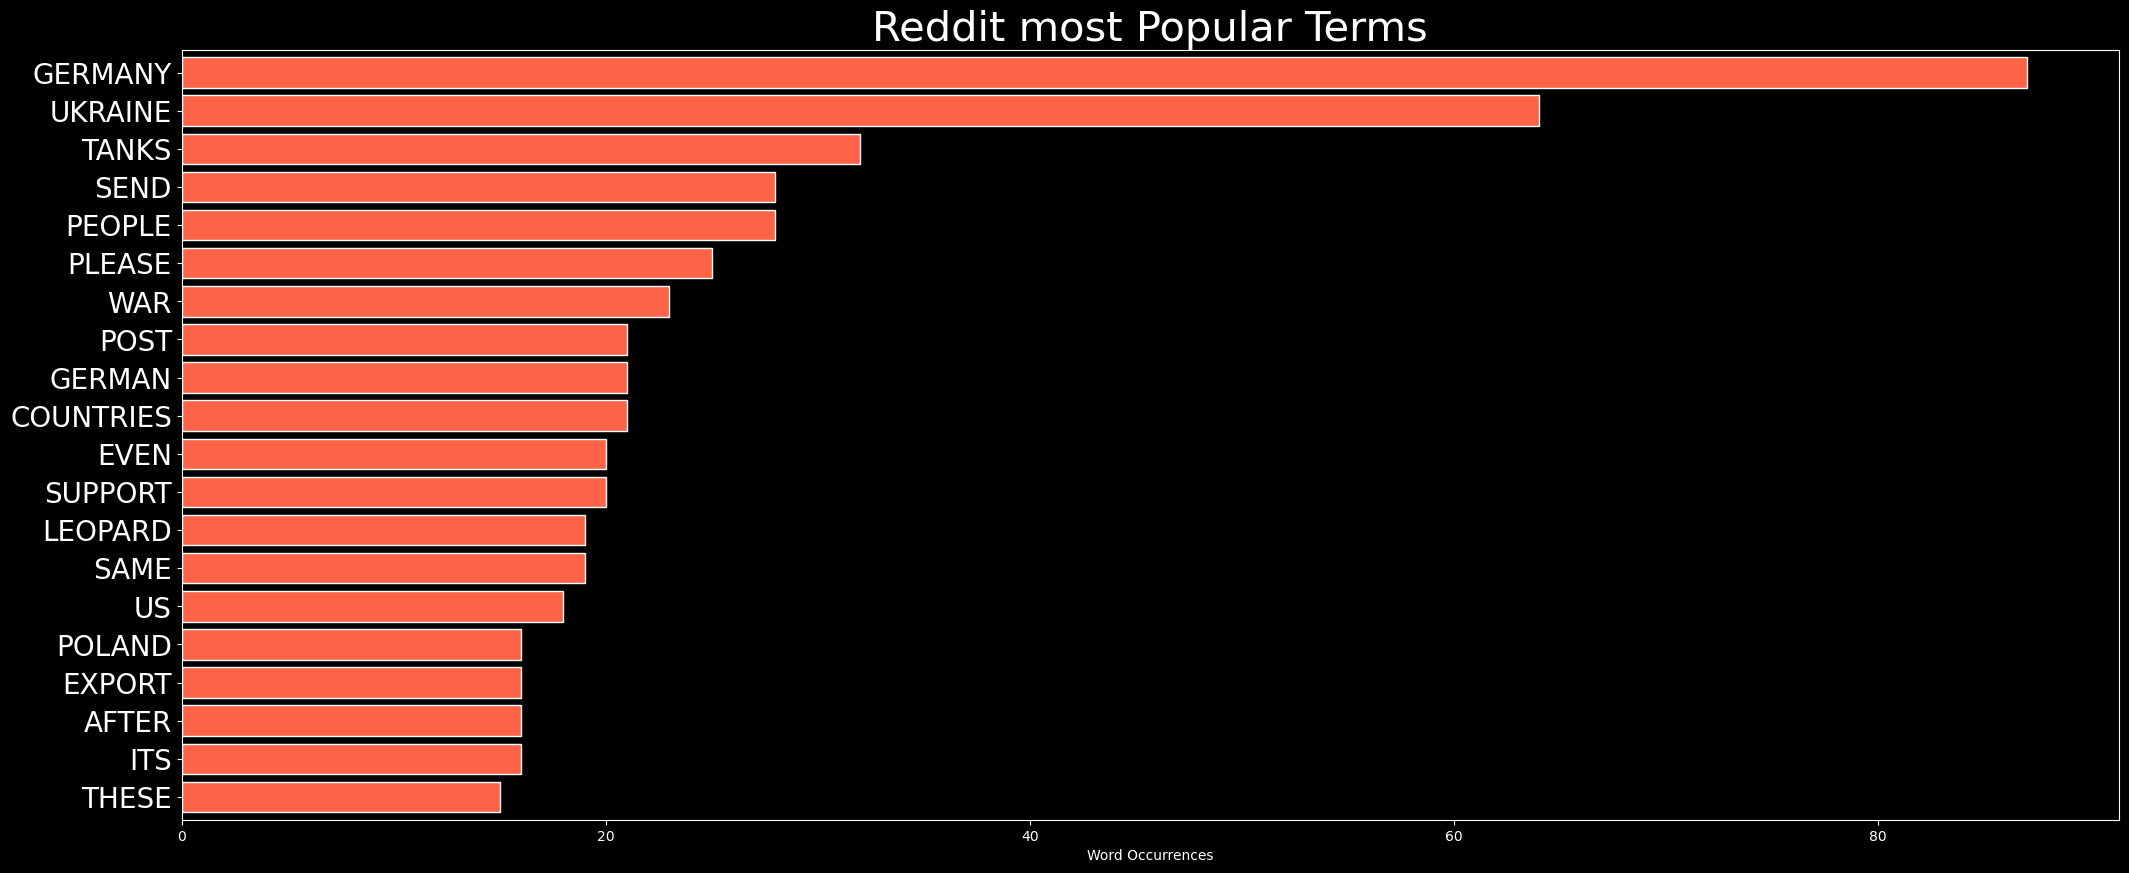 Reddit most Popular Terms
GERMANY
UKRAINE
TANKS
SEND
PEOPLE
PLEASE
WAR
POST
GERMAN
COUNTRIES
EVEN
SUPPORT
LEOPARD
SAME
US
POLAND
EXPORT
AFTER
ITS
THESE
0 20 40 60 80
Word Occurrences